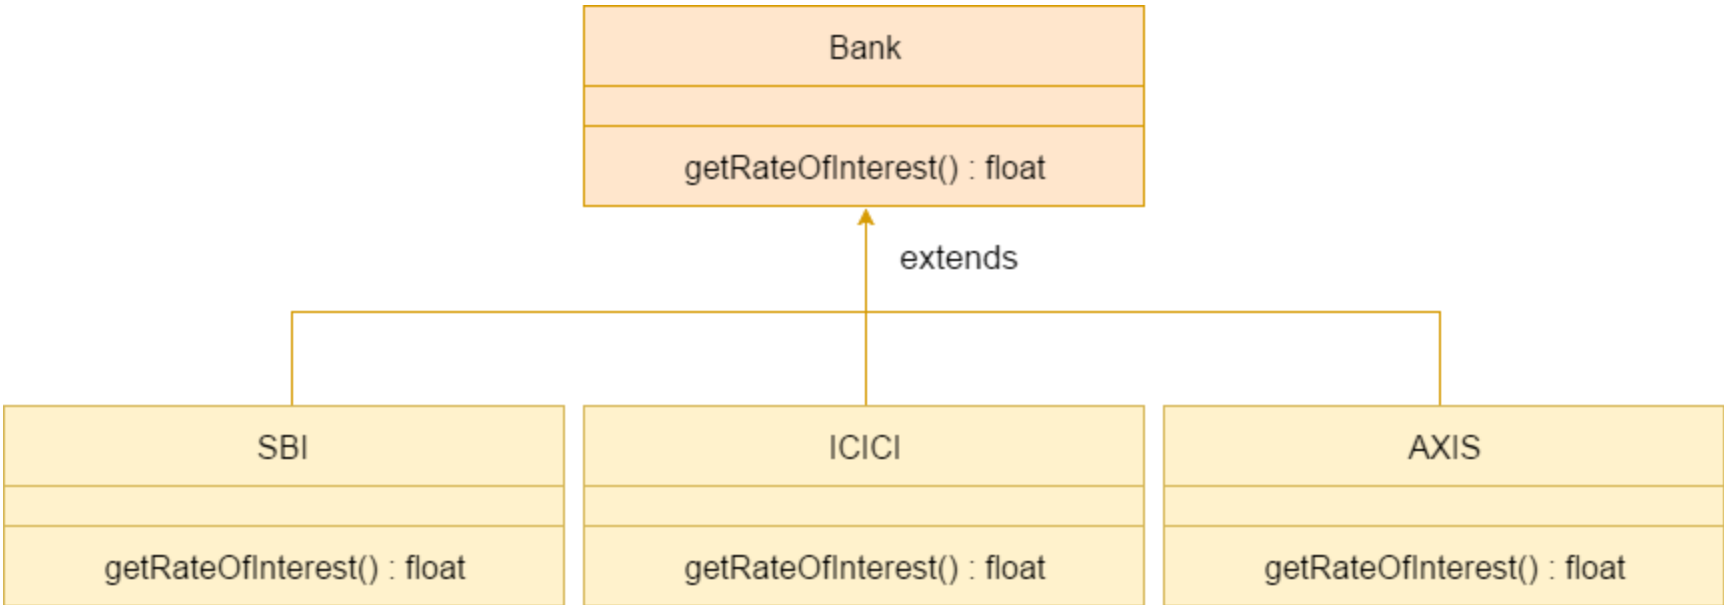 Bank
getRateOfInterest() : float
extends
SBI
ICICI
AXIS
getRateOfInterest() : float
getRateOfInterest() : float
getRateOfInterest() : float